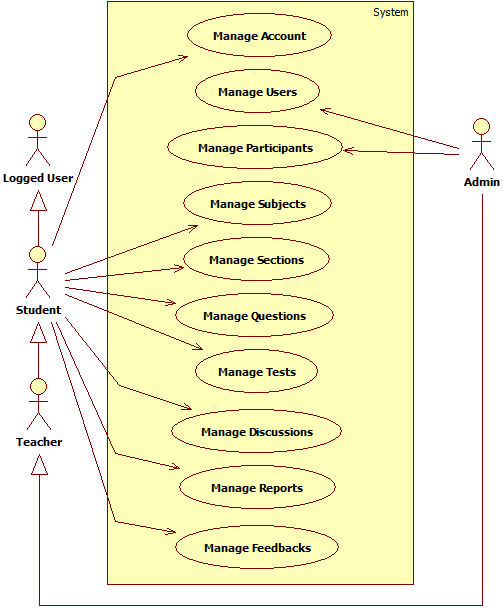 System
Manage Account
Manage Users
Manage Participants
Logged User
Admin
Manage Subjects
Manage Sections
Student
Manage Questions
Manage Tests
Teacher
Manage Discussions
Manage Reports
Manage Feedbacks